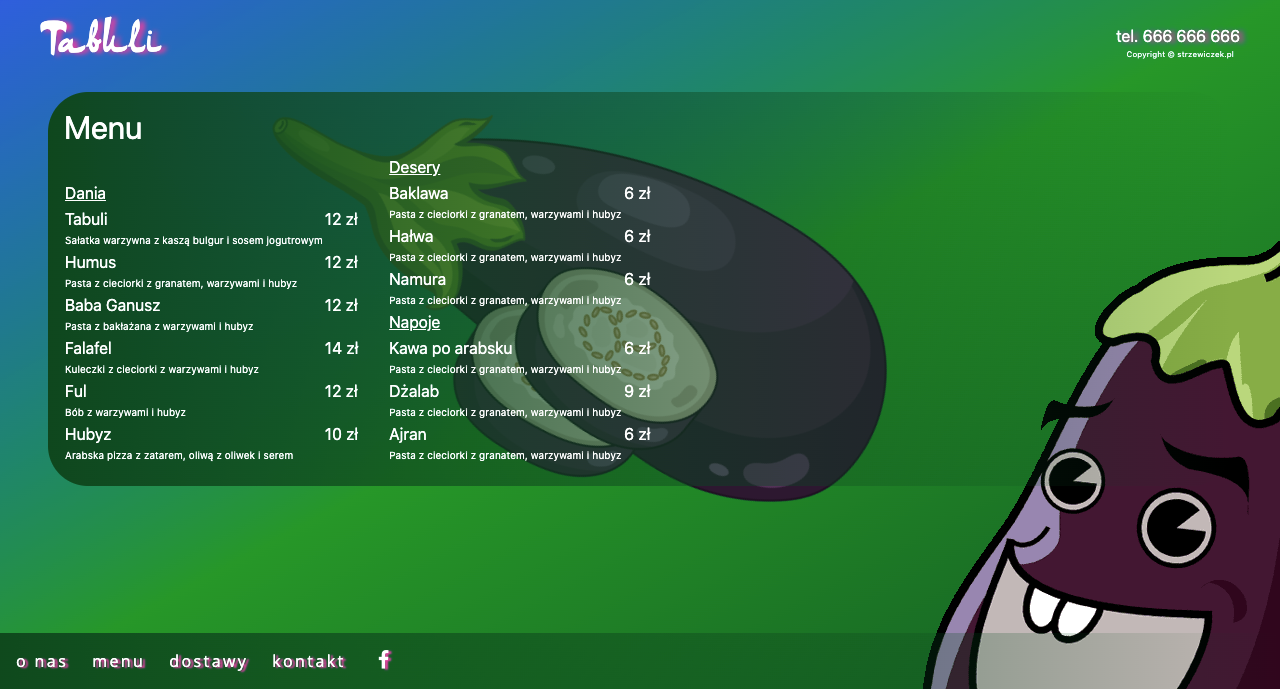 Tabuli
tel. 666 666 666
Copyright © strzewiczek.pl
Menu
Dania
Tabuli 12 zł
Sałatka warzywna z kaszą bulgur i sosem jogutrowym
Humus 12 zł
Pasta z cieciorki z granatem, warzywami i hubyz
Baba Ganusz 12 zł
Pasta z bakłażana z warzywami i hubyz
Falafel 14 zł
Kuleczki z cieciorki z warzywami i hubyz
Ful 12 zł
Bób z warzywami i hubyz
Hubyz 10 zł
Arabska pizza z zatarem, oliwą z oliwek i serem
Desery
Baklawa 6 zł
Pasta z cieciorki z granatem, warzywami i hubyz
Hałwa 6 zł
Pasta z cieciorki z granatem, warzywami i hubyz
Namura 6 zł
Pasta z cieciorki z granatem, warzywami i hubyz
Napoje
Kawa po arabsku 6 zł
Pasta z cieciorki z granatem, warzywami i hubyz
Dżalab 9 zł
Pasta z cieciorki z granatem, warzywami i hubyz
Ajran 6 zł
Pasta z cieciorki z granatem, warzywami i hubyz
o nas menu dostawy kontakt